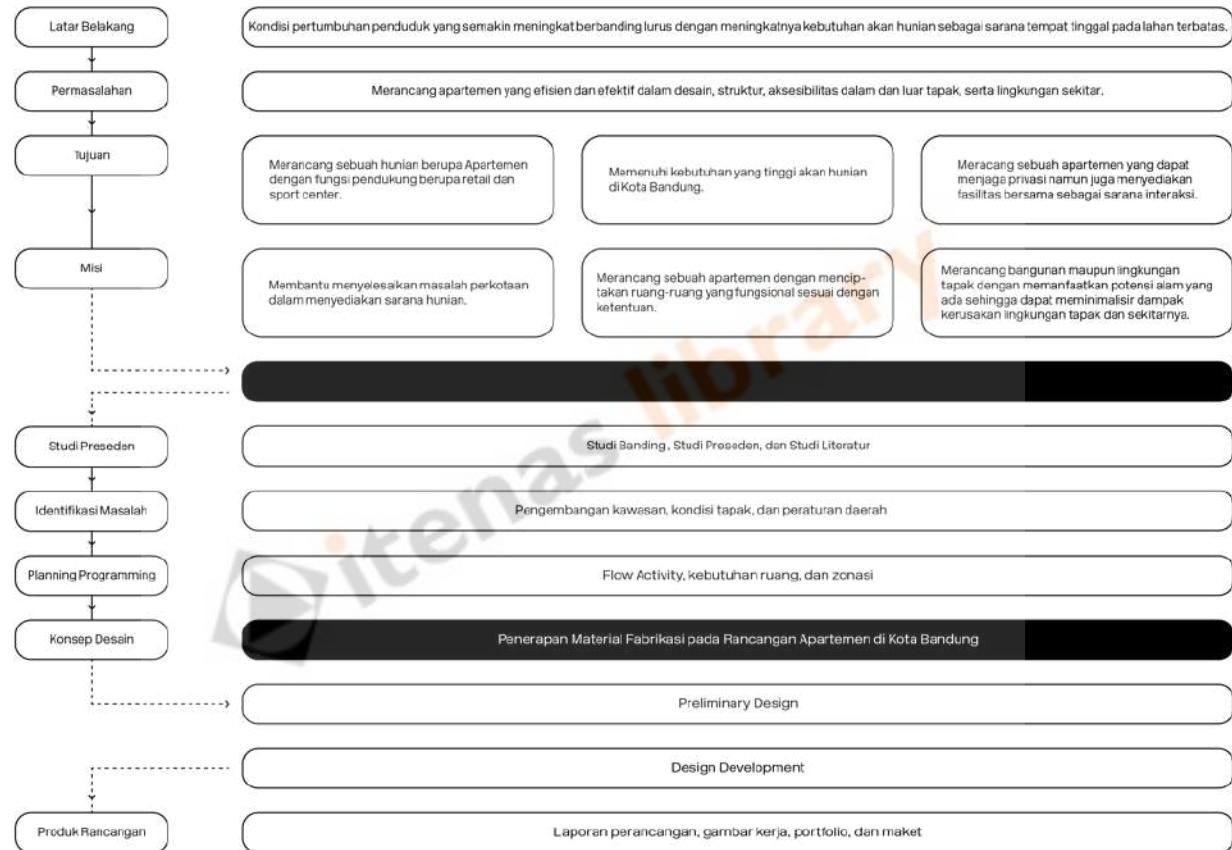 Latar Belakang
Kondisi pertumbuhan penduduk yang semakin meningkat berbanding lurus dengan meningkatnya kebutuhan akan hunian sebagai sarana tempat tinggal pada lahan terbatas.
Permasalahan
Merancang apartemen yang efisien dan efektif dalam desain, struktur, aksesibilitas dalam dan luar tapak, serta lingkungan sekitar.
Tujuan
Merancang sebuah hunian berupa Apartemen
dengan fungsi pendukung berupa retail dan
sport center.
Memenuhi kebutuhan yang tinggi akan hunian
di Kota Bandung.
Meracang sebuah apartemen yang dapat
menjaga privasi namun juga menyediakan
fasilitas bersama sebagai sarana interaksi.
Misi
Membantu menyelesaikan masalah perkotaan
dalam menyediakan sarana hunian.
Merancang sebuah apartemen dengan mencip-
takan ruang-ruang yang fungsional sesuai dengan
ketentuan.
Merancang bangunan maupun lingkungan
tapak dengan memanfaatkan potensi alam yang
ada sehingga dapat meminimalisir dampak
kerusakan lingkungan tapak dan sekitarnya.
Studi Preseden
Studi Banding, Studi Preseden, dan Studi Literatur
Identifikasi Masalah
Pengembangan kawasan, kondisi tapak, dan peraturan daerah
Planning Programming
Flow Activity, kebutuhan ruang, dan zonasi
Konsep Desain
Penerapan Material Fabrikasi pada Rancangan Apartemen di Kota Bandung
Preliminary Design
Design Development
Produk Rancangan
Laporan perancangan, gambar kerja, portfolio, dan maket
itenas library